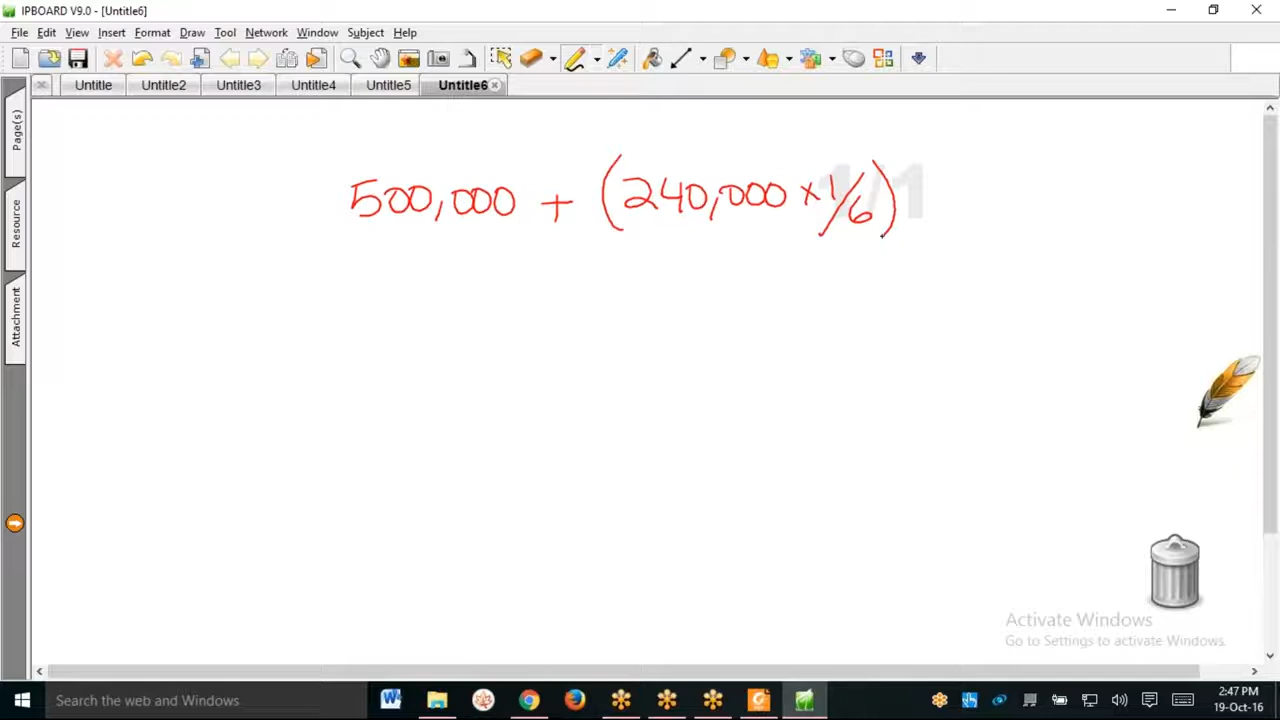 IPBOARD V9.0 - [Untitle6]
File Edit View Insert Format Draw Tool Network Window Subject Help
Untitle Untitle2 Untitle3 Untitle4 Untitle5 Untitle6
Page(s)
Resource
Attachment
1/1
500,000 + (240,000 × 1/6)
Activate Windows
Go to Settings to activate Windows.
Search the web and Windows
2:47 PM
19-Oct-16